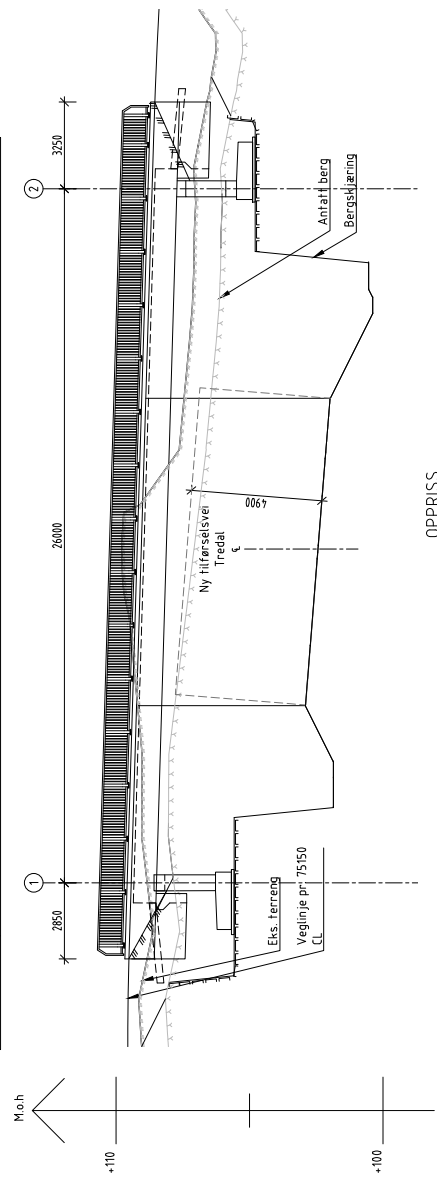 M.o.h
+110
+100
1
2
2850
26000
3250
Eks. terreng
Veglinje pr. 75150
CL
Ny tilførselsvei
Tredal
4900
Antatt berg
Bergskjæring
OPPRISS